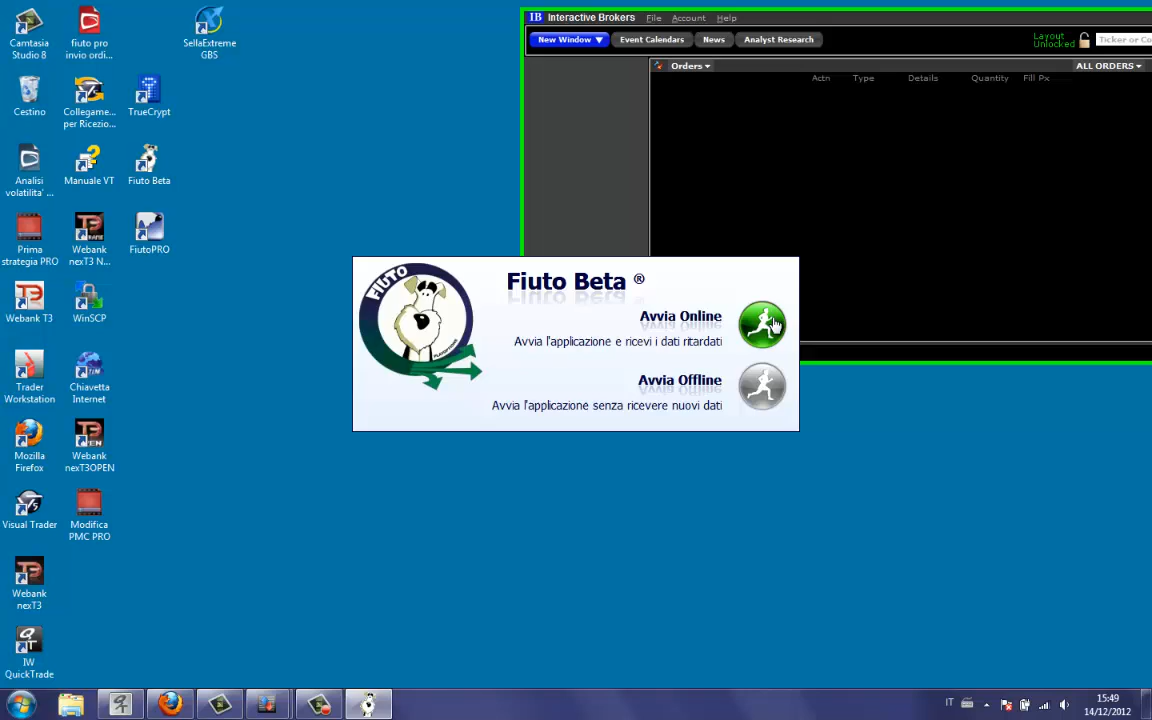 Camtasia
Studio 8
fiuto pro
invio ordi...
SellaExtreme
GBS
Cestino
Collegame...
per Ricezio...
TrueCrypt
Analisi
volatilita' ...
Manuale VT
Fiuto Beta
Prima
strategia PRO
Webank
nexT3 N...
FiutoPRO
Webank T3
WinSCP
Trader
Workstation
Chiavetta
Internet
Mozilla
Firefox
Webank
nexT3OPEN
Visual Trader
Modifica
PMC PRO
Webank
nexT3
IW
QuickTrade
IB Interactive Brokers File Account Help
New Window ▼ Event Calendars News Analyst Research
Layout
Unlocked
Ticker or Co
Orders ▾ ALL ORDERS ▾
Actn Type Details Quantity Fill Px
FIUTO
Fiuto Beta ®
Avvia Online
Avvia l'applicazione e ricevi i dati ritardati
Avvia Offline
Avvia l'applicazione senza ricevere nuovi dati
IT
15:49
14/12/2012